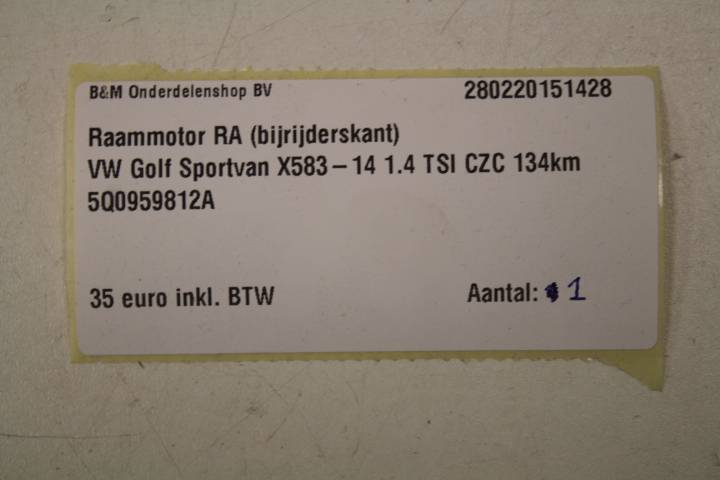 B&M Onderdelenshop BV 280220151428
Raammotor RA (bijrijderskant)
VW Golf Sportvan X583-14 1.4 TSI CZC 134km
5Q0959812A
35 euro inkl. BTW Aantal: 1